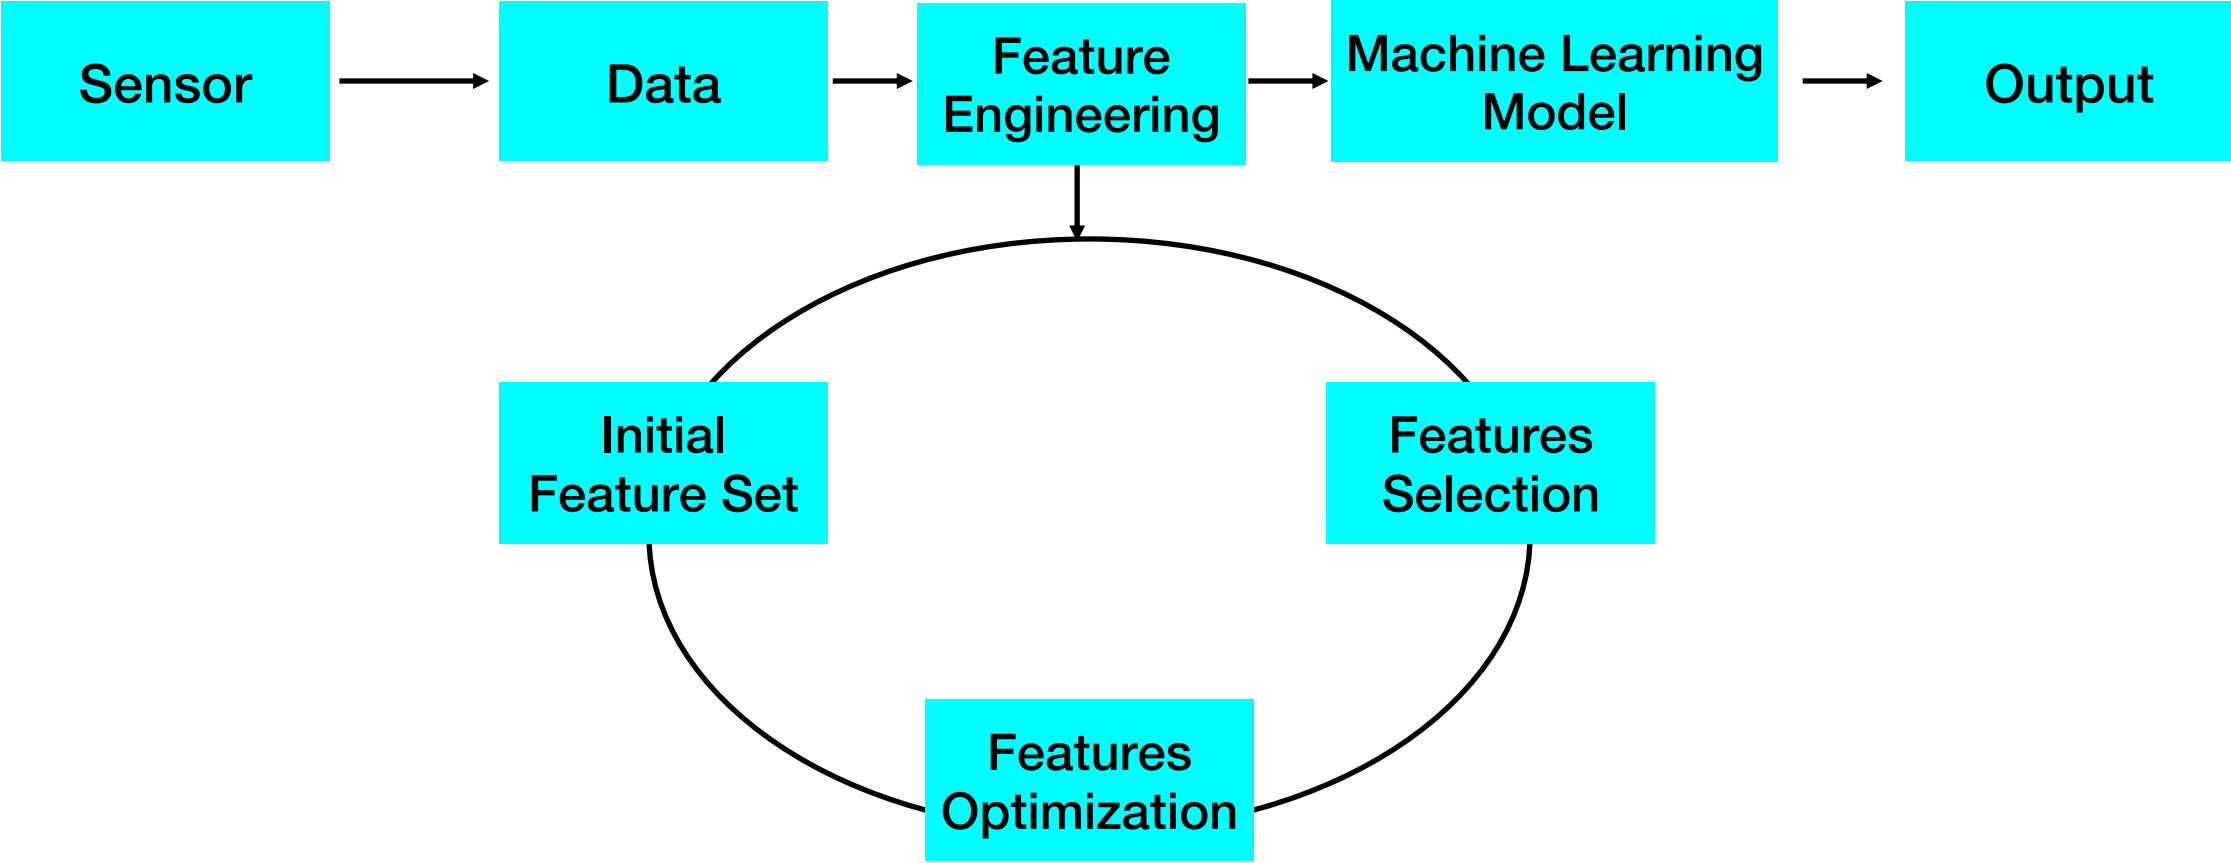 Sensor
Data
Feature
Engineering
Machine Learning
Model
Output
Initial
Feature Set
Features
Selection
Features
Optimization